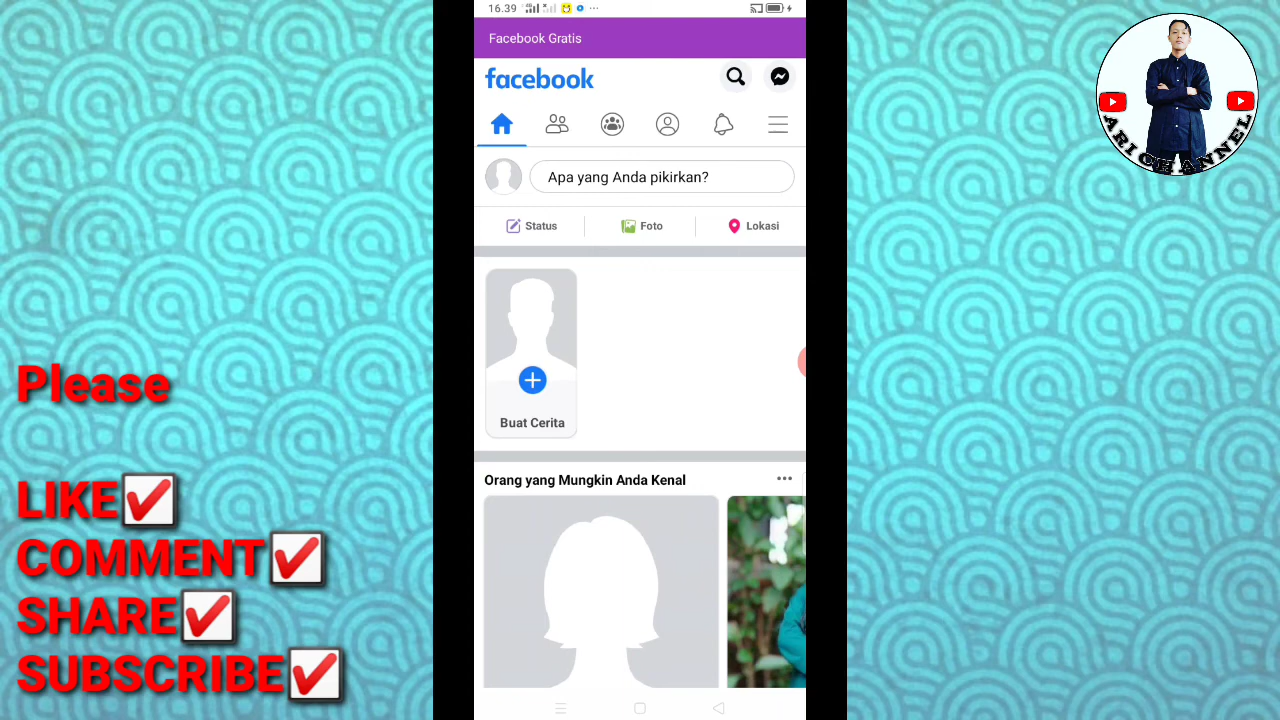 16.39
Facebook Gratis
facebook
Apa yang Anda pikirkan?
Status
Foto
Lokasi
Buat Cerita
Orang yang Mungkin Anda Kenal
Please
LIKE
COMMENT
SHARE
SUBSCRIBE
ARI CHANNEL